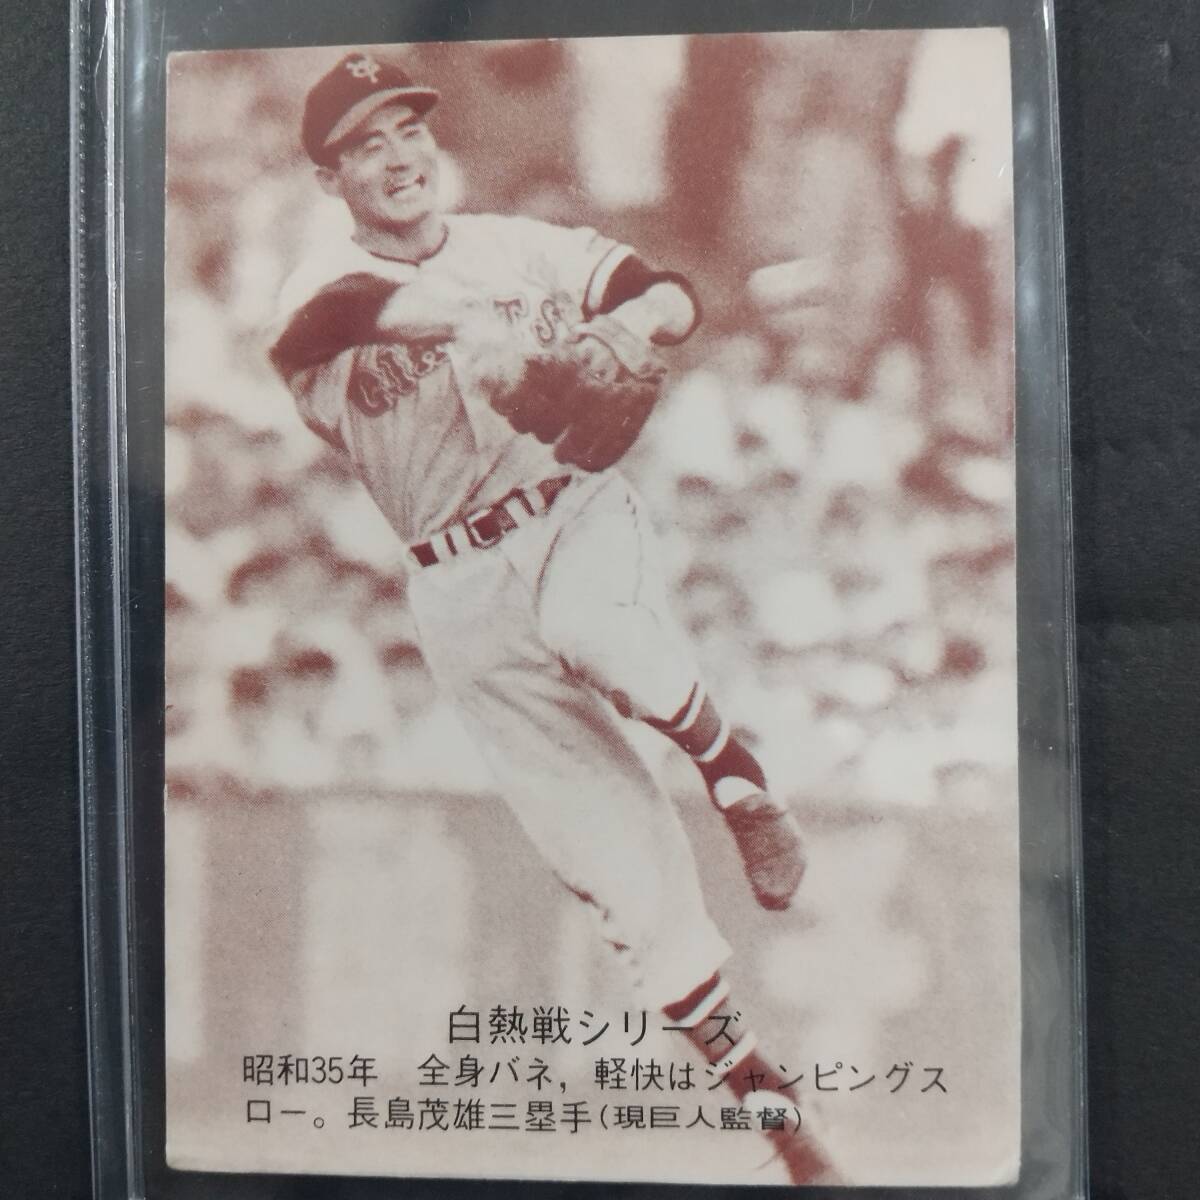 YG
GIANTS
白熱戦シリーズ
昭和35年　全身バネ，軽快はジャンピングス
ロー。長島茂雄三塁手(現巨人監督)